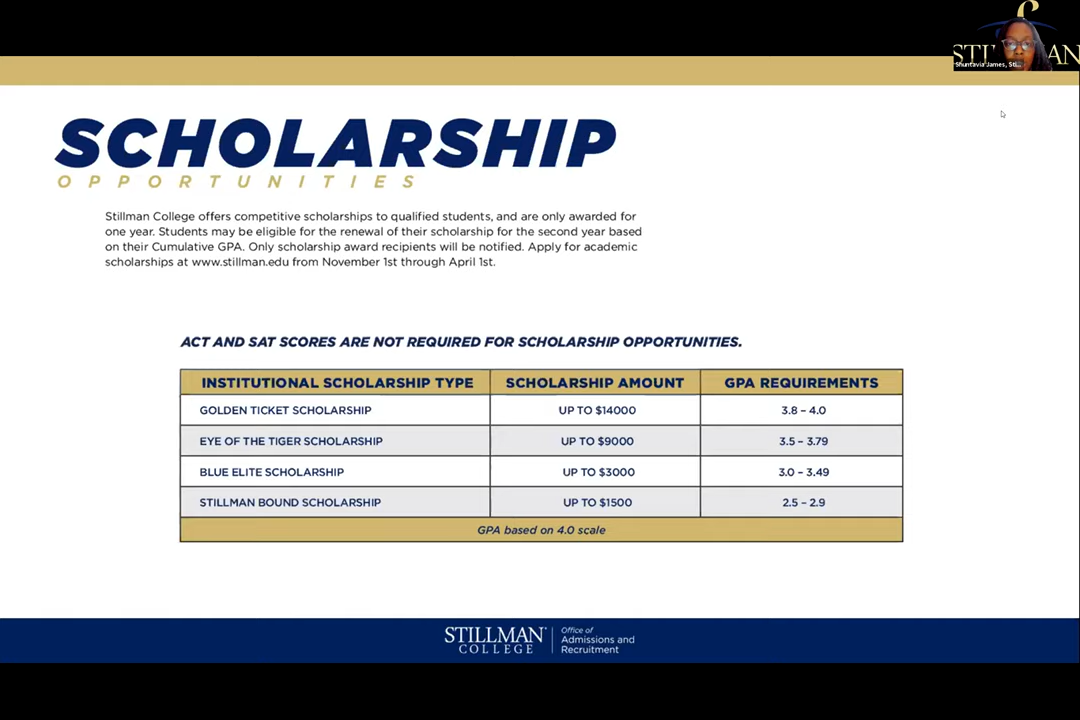 STILLMAN
Shuntavia James, Sti...
SCHOLARSHIP
OPPORTUNITIES
Stillman College offers competitive scholarships to qualified students, and are only awarded for
one year. Students may be eligible for the renewal of their scholarship for the second year based
on their Cumulative GPA. Only scholarship award recipients will be notified. Apply for academic
scholarships at www.stillman.edu from November 1st through April 1st.
ACT AND SAT SCORES ARE NOT REQUIRED FOR SCHOLARSHIP OPPORTUNITIES.
INSTITUTIONAL SCHOLARSHIP TYPE SCHOLARSHIP AMOUNT GPA REQUIREMENTS
GOLDEN TICKET SCHOLARSHIP UP TO $14000 3.8 – 4.0
EYE OF THE TIGER SCHOLARSHIP UP TO $9000 3.5 – 3.79
BLUE ELITE SCHOLARSHIP UP TO $3000 3.0 – 3.49
STILLMAN BOUND SCHOLARSHIP UP TO $1500 2.5 – 2.9
GPA based on 4.0 scale
STILLMAN COLLEGE
Office of
Admissions and
Recruitment